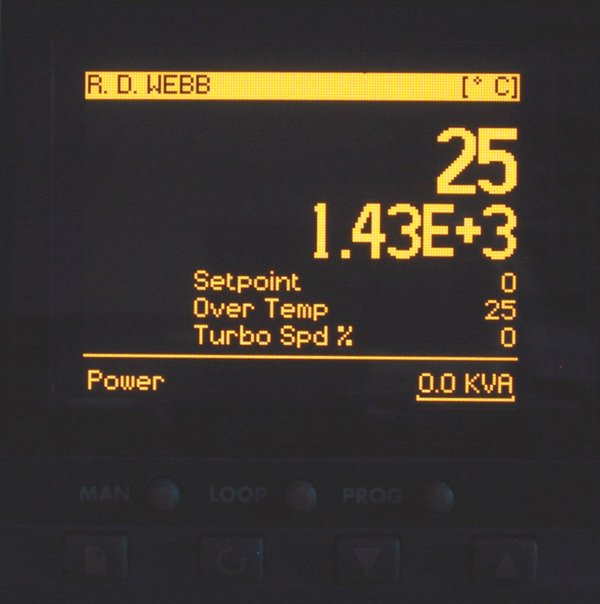 R. D. WEBB [° C]
25
1.43E+3
Setpoint 0
Over Temp 25
Turbo Spd % 0
Power 0.0 KVA
MAN LOOP PROG